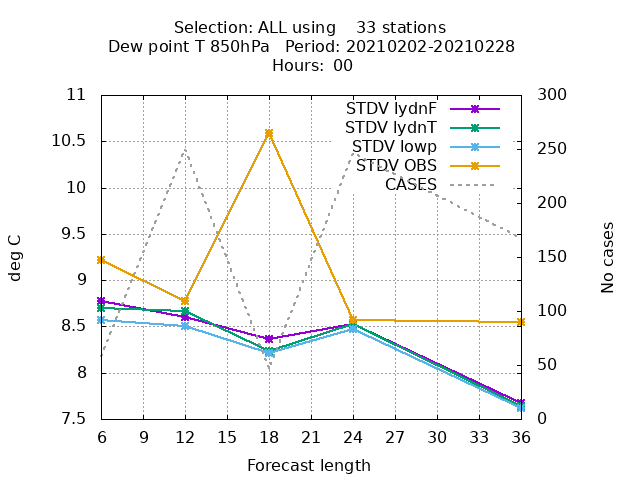 Selection: ALL using    33 stations
Dew point T 850hPa   Period: 20210202-20210228
Hours:  00
STDV lydnF
STDV lydnT
STDV lowp
STDV OBS
CASES
11
10.5
10
9.5
9
8.5
8
7.5
300
250
200
150
100
50
0
deg C
No cases
6 9 12 15 18 21 24 27 30 33 36
Forecast length